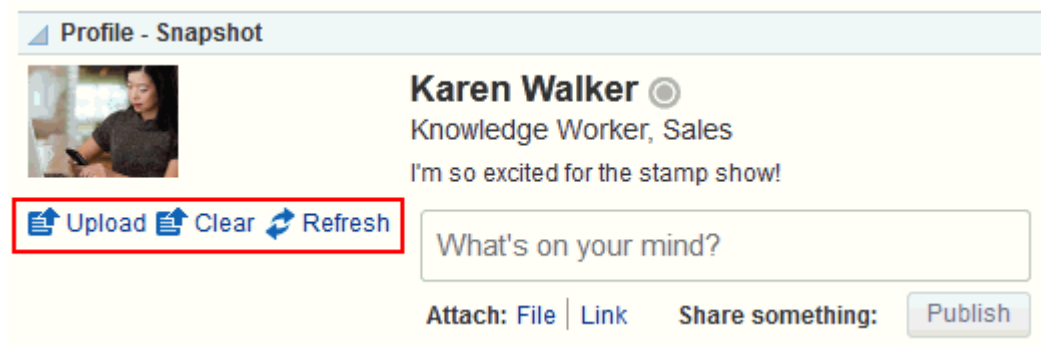 Profile - Snapshot
Karen Walker
Knowledge Worker, Sales
I'm so excited for the stamp show!
Upload Clear Refresh
What's on your mind?
Attach: File | Link Share something: Publish